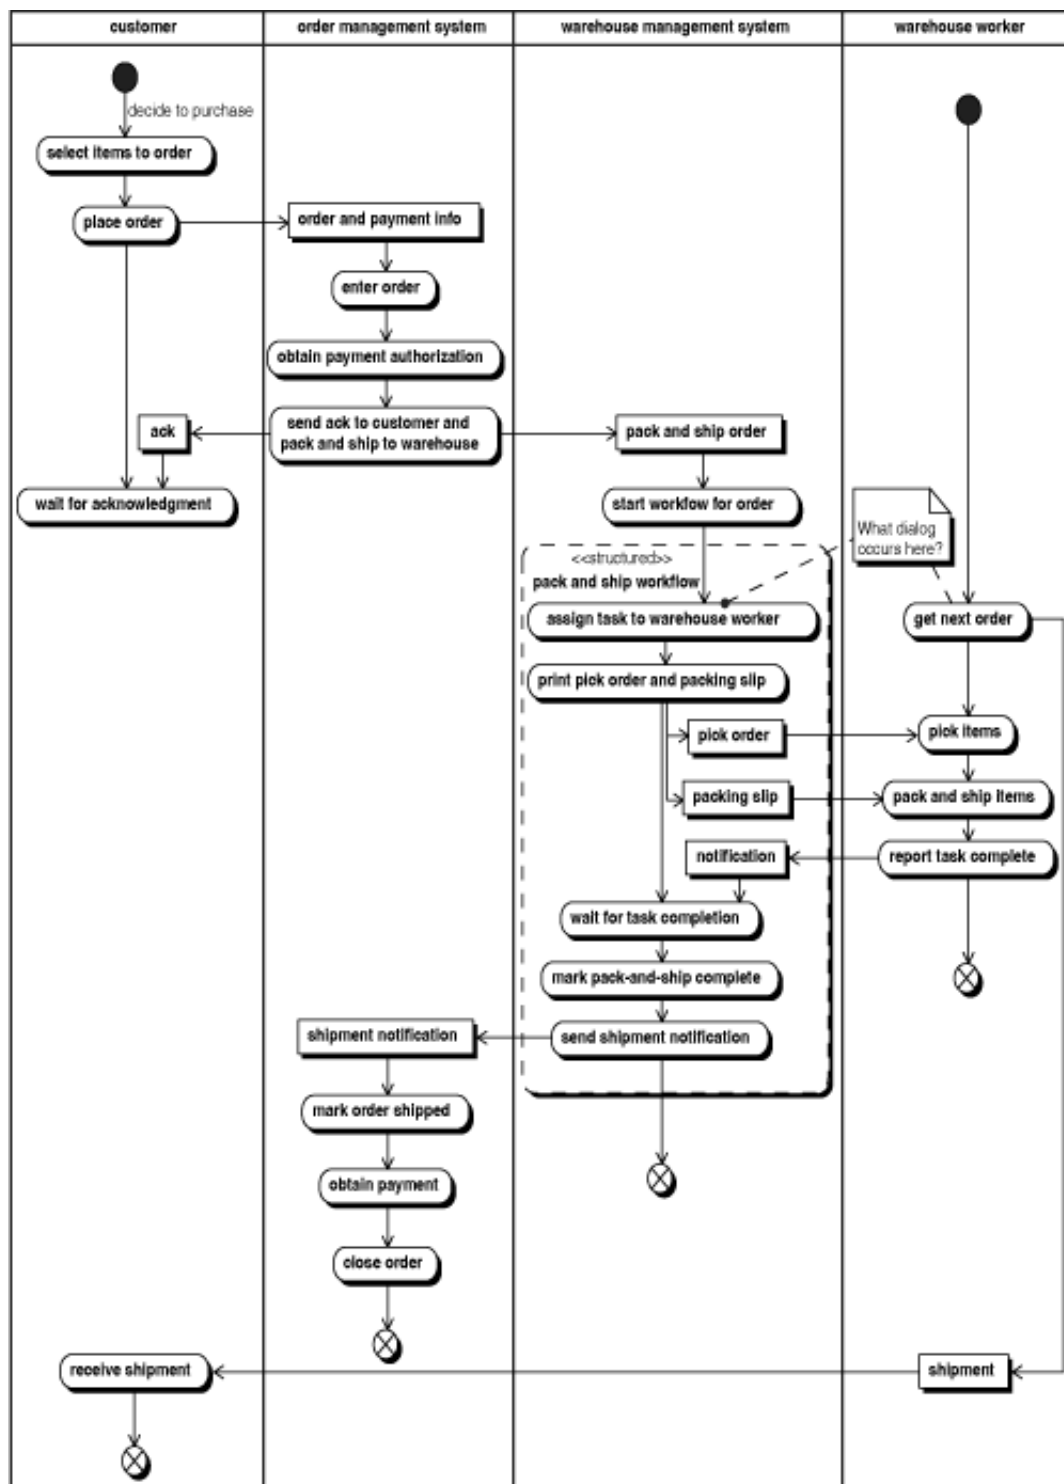 customer
order management system
warehouse management system
warehouse worker
decide to purchase
select items to order
place order
order and payment info
enter order
obtain payment authorization
ack
send ack to customer and
pack and ship to warehouse
pack and ship order
wait for acknowledgment
start workflow for order
What dialog
occurs here?
<<structured>>
pack and ship workflow
assign task to warehouse worker
get next order
print pick order and packing slip
pick order
pick items
packing slip
pack and ship items
notification
report task complete
wait for task completion
mark pack-and-ship complete
shipment notification
send shipment notification
mark order shipped
obtain payment
close order
receive shipment
shipment